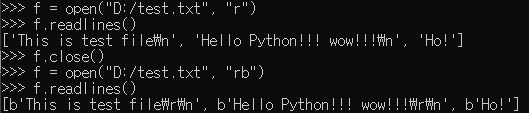 >>> f = open("D:/test.txt", "r")
>>> f.readlines()
['This is test file₩n', 'Hello Python!!! wow!!!₩n', 'Ho!']
>>> f.close()
>>> f = open("D:/test.txt", "rb")
>>> f.readlines()
[b'This is test file₩r₩n', b'Hello Python!!! wow!!!₩r₩n', b'Ho!']